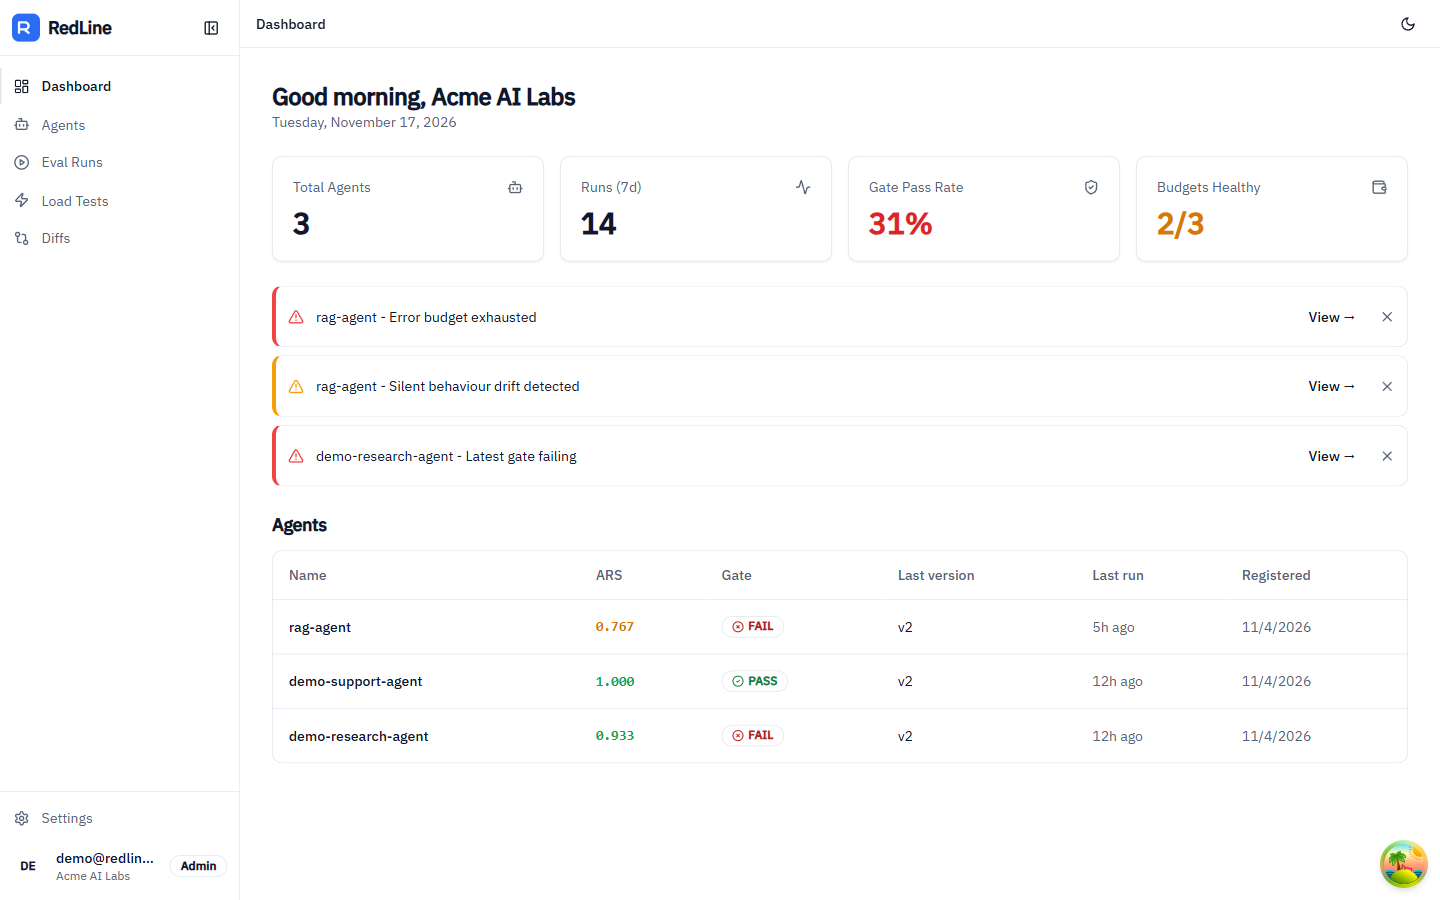 RedLine
Dashboard
Agents
Eval Runs
Load Tests
Diffs
Settings
DE
demo@redlin...
Acme AI Labs
Admin
Dashboard
Good morning, Acme AI Labs
Tuesday, November 17, 2026
Total Agents
3
Runs (7d)
14
Gate Pass Rate
31%
Budgets Healthy
2/3
rag-agent - Error budget exhausted View →
rag-agent - Silent behaviour drift detected View →
demo-research-agent - Latest gate failing View →
Agents
Name ARS Gate Last version Last run Registered
rag-agent 0.767 FAIL v2 5h ago 11/4/2026
demo-support-agent 1.000 PASS v2 12h ago 11/4/2026
demo-research-agent 0.933 FAIL v2 12h ago 11/4/2026